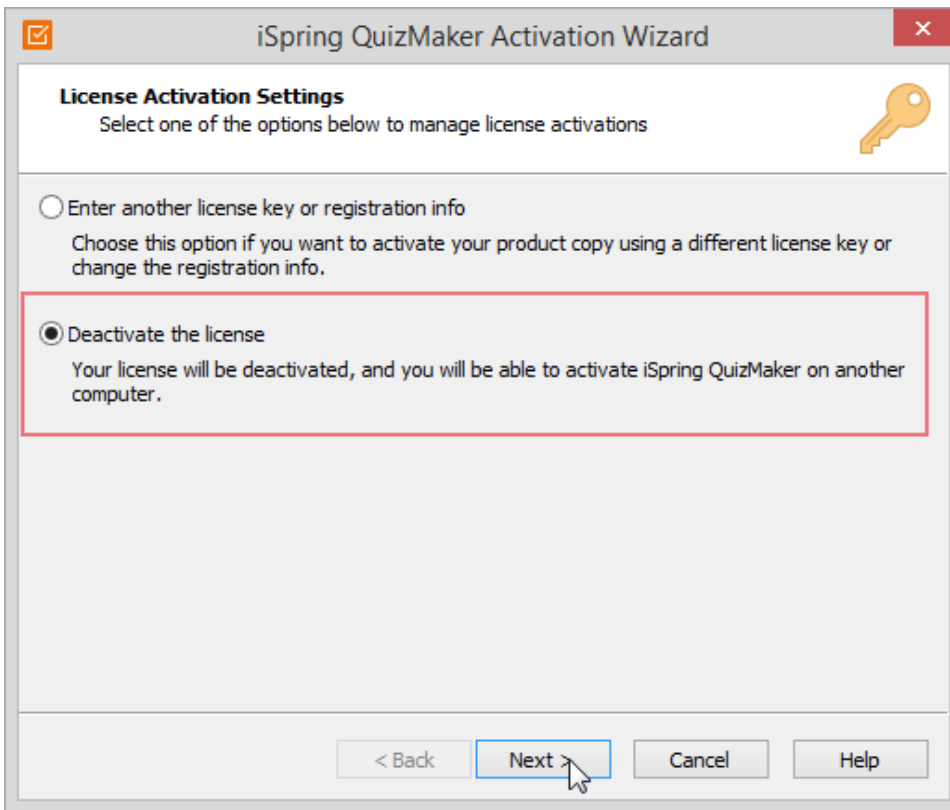 iSpring QuizMaker Activation Wizard
License Activation Settings
Select one of the options below to manage license activations
Enter another license key or registration info
Choose this option if you want to activate your product copy using a different license key or
change the registration info.
Deactivate the license
Your license will be deactivated, and you will be able to activate iSpring QuizMaker on another
computer.
< Back Next > Cancel Help